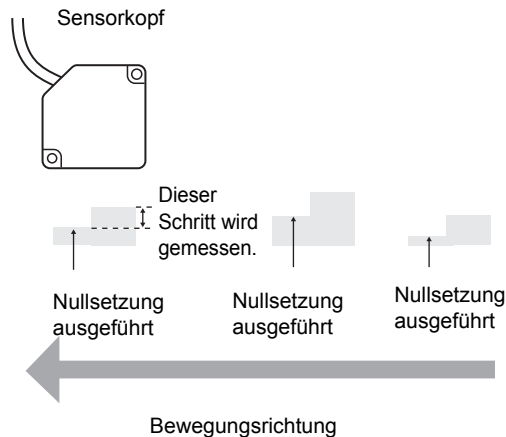 Sensorkopf
Dieser
Schritt wird
gemessen.
Nullsetzung
ausgeführt
Nullsetzung
ausgeführt
Nullsetzung
ausgeführt
Bewegungsrichtung